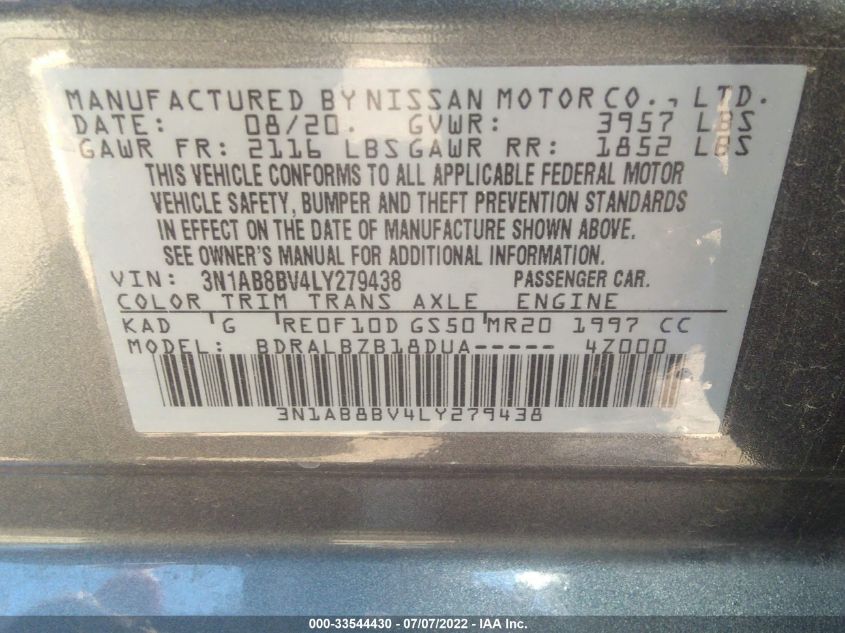 MANUFACTURED BY NISSAN MOTOR CO., LTD.
DATE: 08/20. GVWR: 3957 LBS
GAWR FR: 2116 LBS GAWR RR: 1852 LBS
THIS VEHICLE CONFORMS TO ALL APPLICABLE FEDERAL MOTOR
VEHICLE SAFETY, BUMPER AND THEFT PREVENTION STANDARDS
IN EFFECT ON THE DATE OF MANUFACTURE SHOWN ABOVE.
SEE OWNER'S MANUAL FOR ADDITIONAL INFORMATION.
VIN: 3N1AB8BV4LY279438 PASSENGER CAR.
COLOR TRIM TRANS AXLE ENGINE
KAD G RE0F10D GS50 MR20 1997 CC
MODEL: BDRALBZB18DUA----- 4Z000
3N1AB8BV4LY279438
000-33544430 - 07/07/2022 - IAA Inc.